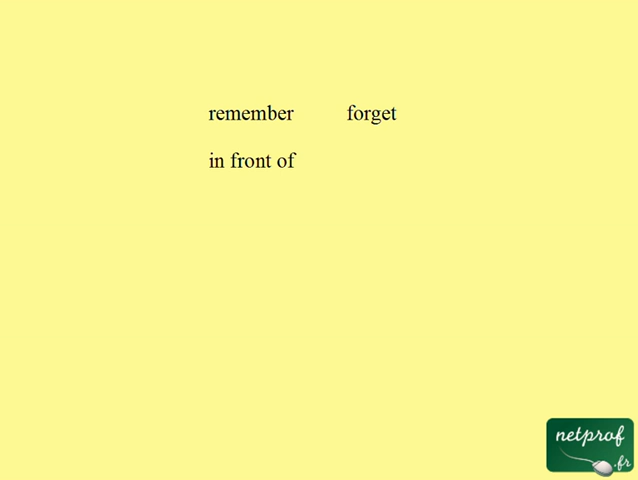 remember forget
in front of
netprof
.fr